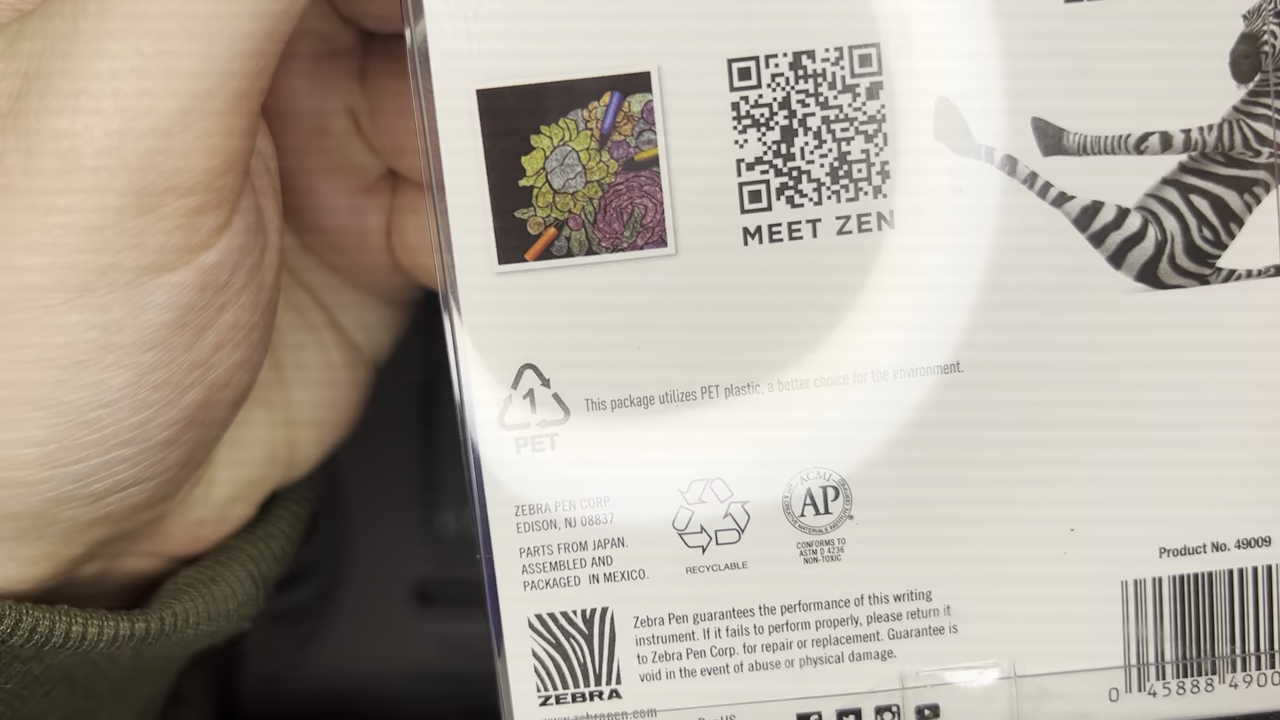 MEET ZEN
1
PET
This package utilizes PET plastic, a better choice for the environment.
ZEBRA PEN CORP.
EDISON, NJ 08837
PARTS FROM JAPAN.
ASSEMBLED AND
PACKAGED IN MEXICO.
RECYCLABLE
ACMI
AP
CONFORMS TO
ASTM D 4236
NON-TOXIC
Product No. 49009
ZEBRA
Zebra Pen guarantees the performance of this writing
instrument. If it fails to perform properly, please return it
to Zebra Pen Corp. for repair or replacement. Guarantee is
void in the event of abuse or physical damage.
0 45888 4900
www.zebrapen.com